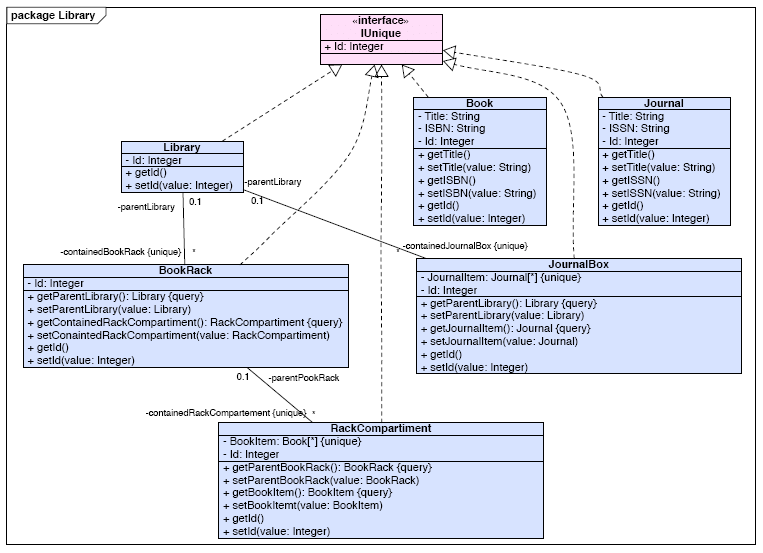 package Library
«interface»
IUnique
+ Id: Integer
Book
- Title: String
- ISBN: String
- Id: Integer
+ getTitle()
+ setTitle(value: String)
+ getISBN()
+ setISBN(value: String)
+ getId()
+ setId(value: Integer)
Journal
- Title: String
- ISSN: String
- Id: Integer
+ getTitle()
+ setTitle(value: String)
+ getISSN()
+ setISSN(value: String)
+ getId()
+ setId(value: Integer)
Library
- Id: Integer
+ getId()
+ setId(value: Integer)
-parentLibrary
0.1
-parentLibrary
0.1
-containedBookRack {unique} *
* -containedJournalBox {unique}
BookRack
- Id: Integer
+ getParentLibrary(): Library {query}
+ setParentLibrary(value: Library)
+ getContainedRackCompartiment(): RackCompartiment {query}
+ setConaintedRackCompartiment(value: RackCompartiment)
+ getId()
+ setId(value: Integer)
JournalBox
- JournalItem: Journal[*] {unique}
- Id: Integer
+ getParentLibrary(): Library {query}
+ setParentLibrary(value: Library)
+ getJournalItem(): Journal {query}
+ setJournalItem(value: Journal)
+ getId()
+ setId(value: Integer)
0.1
-parentPookRack
-containedRackCompartement {unique} *
RackCompartiment
- BookItem: Book[*] {unique}
- Id: Integer
+ getParentBookRack(): BookRack {query}
+ setParentBookRack(value: BookRack)
+ getBookItem(): BookItem {query}
+ setBookItemt(value: BookItem)
+ getId()
+ setId(value: Integer)